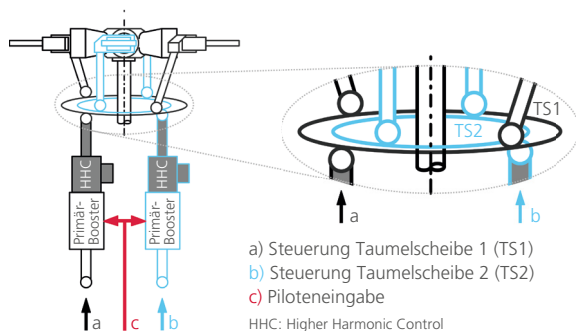 HHC
HHC
Primär-
Booster
Primär-
Booster
a
c
b
TS1
TS2
a
b
a) Steuerung Taumelscheibe 1 (TS1)
b) Steuerung Taumelscheibe 2 (TS2)
c) Piloteneingabe
HHC: Higher Harmonic Control